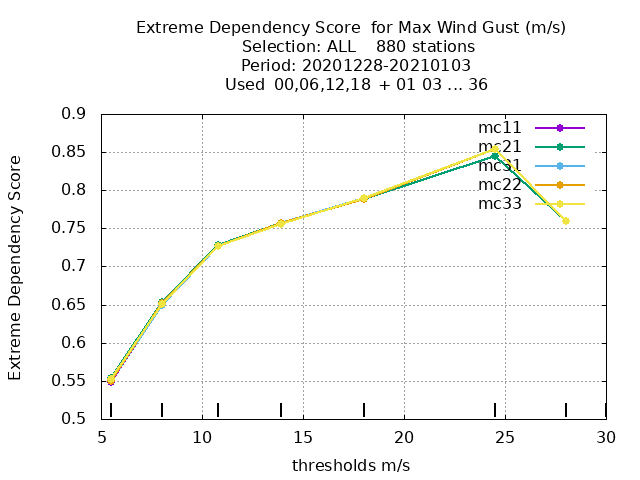 Extreme Dependency Score  for Max Wind Gust (m/s)
Selection: ALL    880 stations
Period: 20201228-20210103
Used  00,06,12,18  + 01 03 ... 36
Extreme Dependency Score
0.9
0.85
0.8
0.75
0.7
0.65
0.6
0.55
0.5
5
10
15
20
25
30
thresholds m/s
mc11
mc21
mc31
mc22
mc33